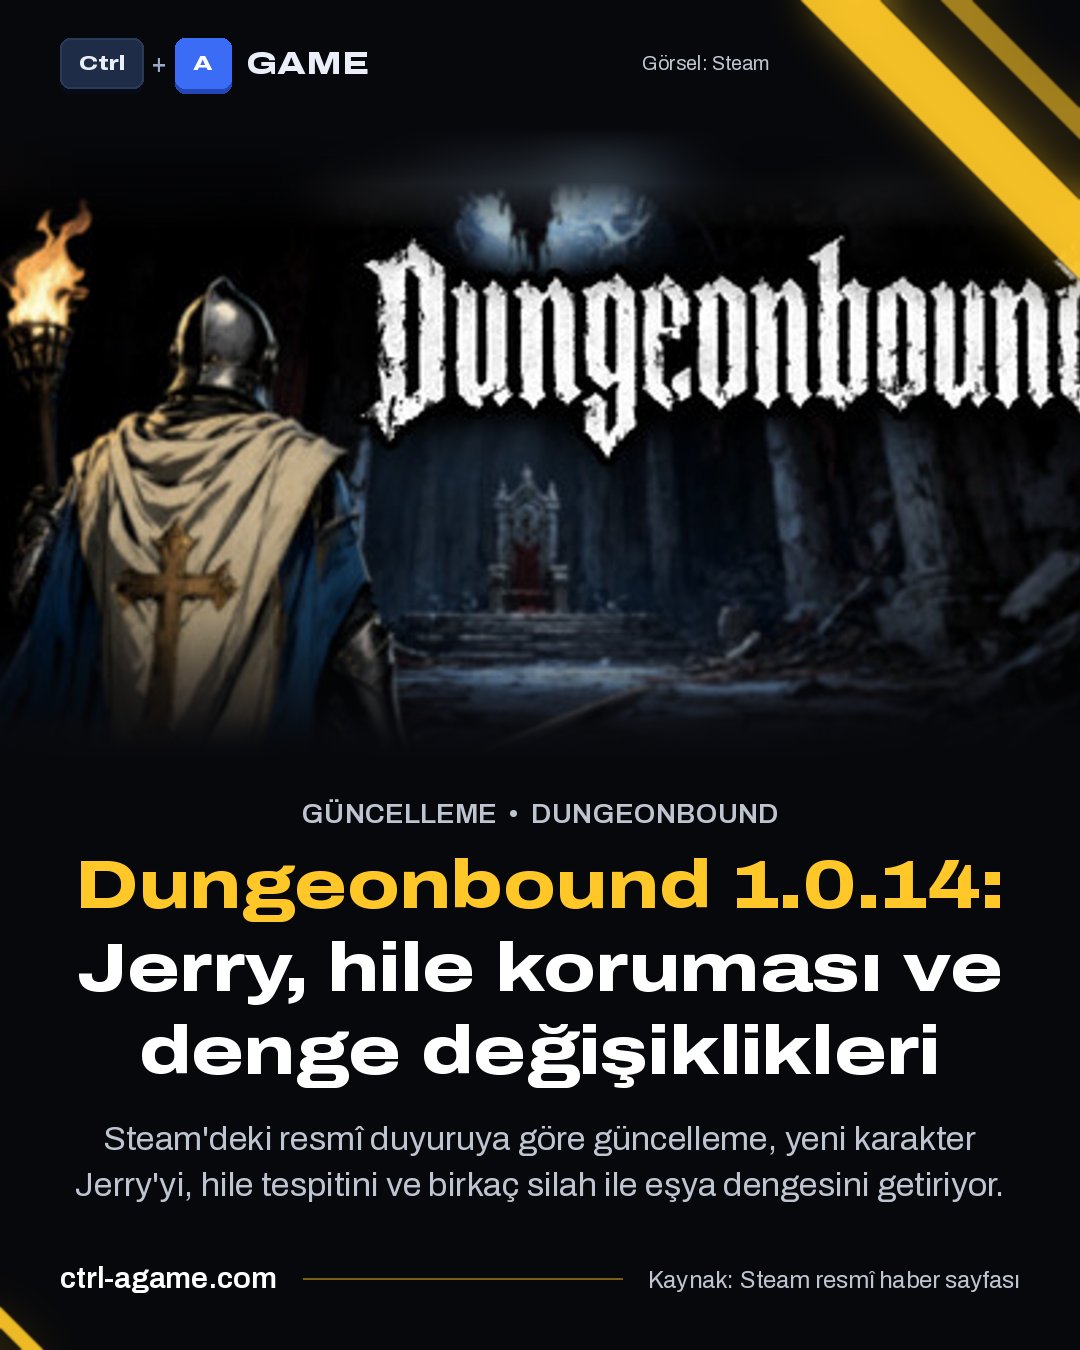 Ctrl + A GAME
Görsel: Steam
Dungeonbound
GÜNCELLEME • DUNGEONBOUND
Dungeonbound 1.0.14:
Jerry, hile koruması ve
denge değişiklikleri
Steam'deki resmî duyuruya göre güncelleme, yeni karakter
Jerry'yi, hile tespitini ve birkaç silah ile eşya dengesini getiriyor.
ctrl-agame.com
Kaynak: Steam resmî haber sayfası